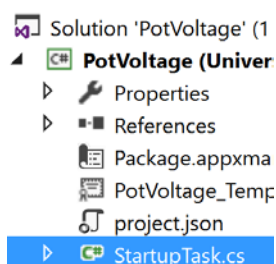 Solution 'PotVoltage' (1
C# PotVoltage (Univer
Properties
References
Package.appxma
PotVoltage_Temp
project.json
C# StartupTask.cs